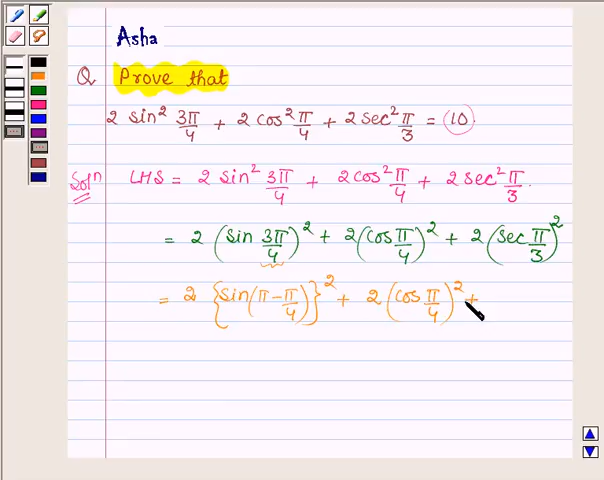 Asha
Q Prove that
2 sin² 3π/4 + 2 cos² π/4 + 2 sec² π/3 = 10.
Solⁿ LHS = 2 sin² 3π/4 + 2 cos² π/4 + 2 sec² π/3.
= 2 (sin 3π/4)² + 2 (cos π/4)² + 2 (sec π/3)²
= 2 {sin(π - π/4)}² + 2 (cos π/4)² +